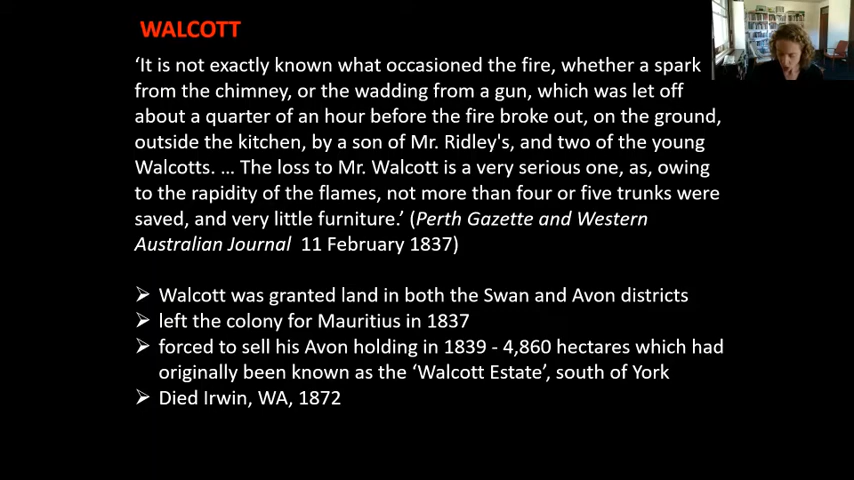 WALCOTT
‘It is not exactly known what occasioned the fire, whether a spark
from the chimney, or the wadding from a gun, which was let off
about a quarter of an hour before the fire broke out, on the ground,
outside the kitchen, by a son of Mr. Ridley's, and two of the young
Walcotts. … The loss to Mr. Walcott is a very serious one, as, owing
to the rapidity of the flames, not more than four or five trunks were
saved, and very little furniture.’ (Perth Gazette and Western
Australian Journal 11 February 1837)
➢ Walcott was granted land in both the Swan and Avon districts
➢ left the colony for Mauritius in 1837
➢ forced to sell his Avon holding in 1839 - 4,860 hectares which had
originally been known as the ‘Walcott Estate’, south of York
➢ Died Irwin, WA, 1872